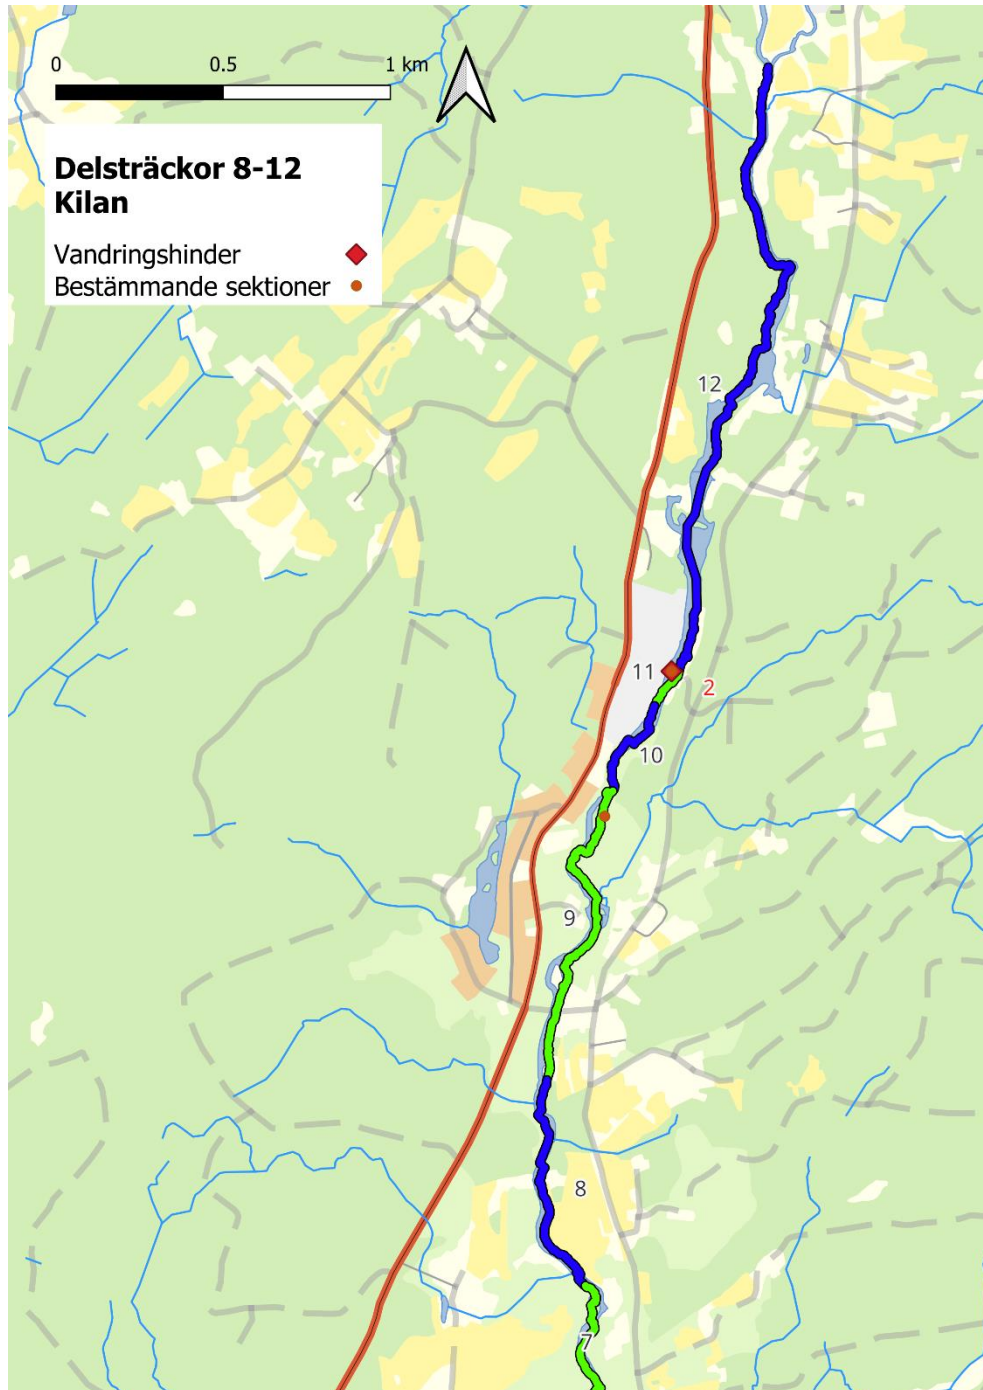 0 0.5 1 km
Delsträckor 8-12
Kilan
Vandringshinder
Bestämmande sektioner
12
11
2
10
9
8
7